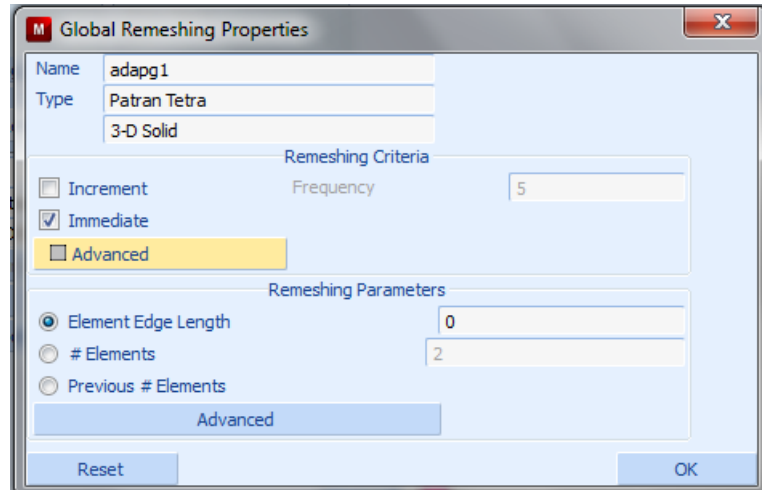 M Global Remeshing Properties X
Name adapg1
Type Patran Tetra
3-D Solid
Remeshing Criteria
Increment Frequency 5
Immediate
Advanced
Remeshing Parameters
Element Edge Length 0
# Elements 2
Previous # Elements
Advanced
Reset OK